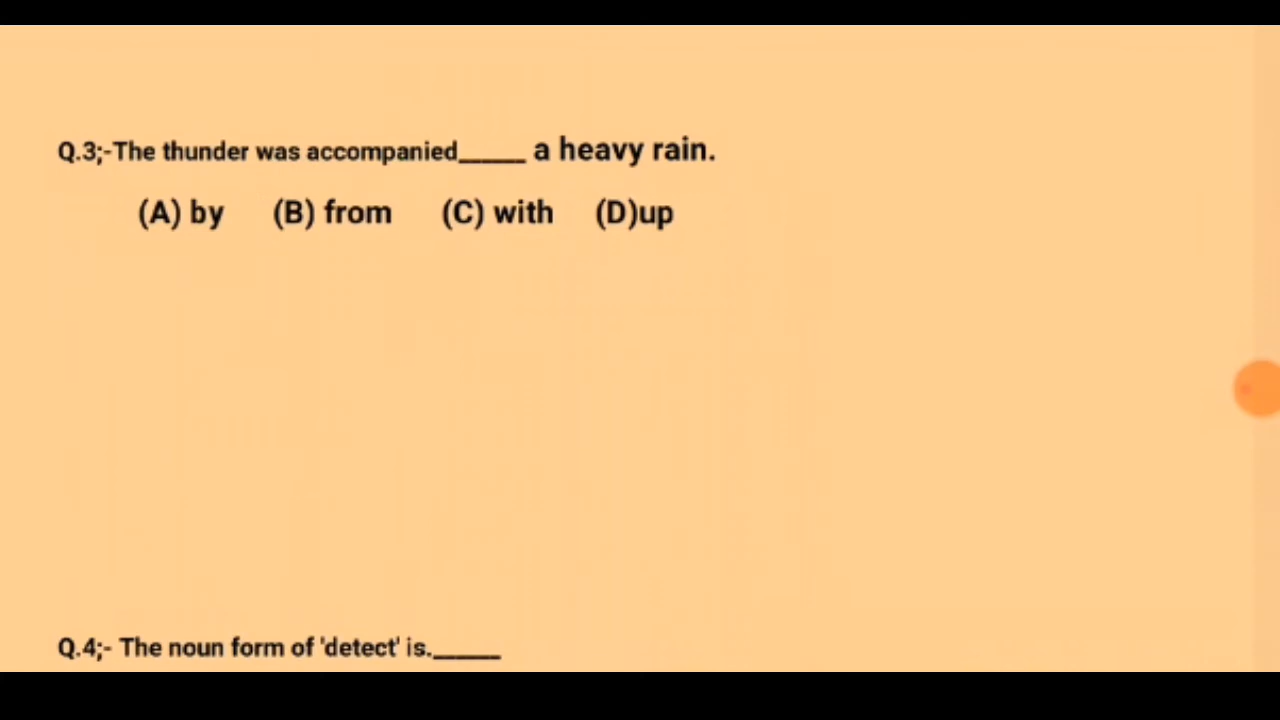 Q.3;-The thunder was accompanied_____ a heavy rain.
(A) by (B) from (C) with (D)up
Q.4;- The noun form of 'detect' is._____